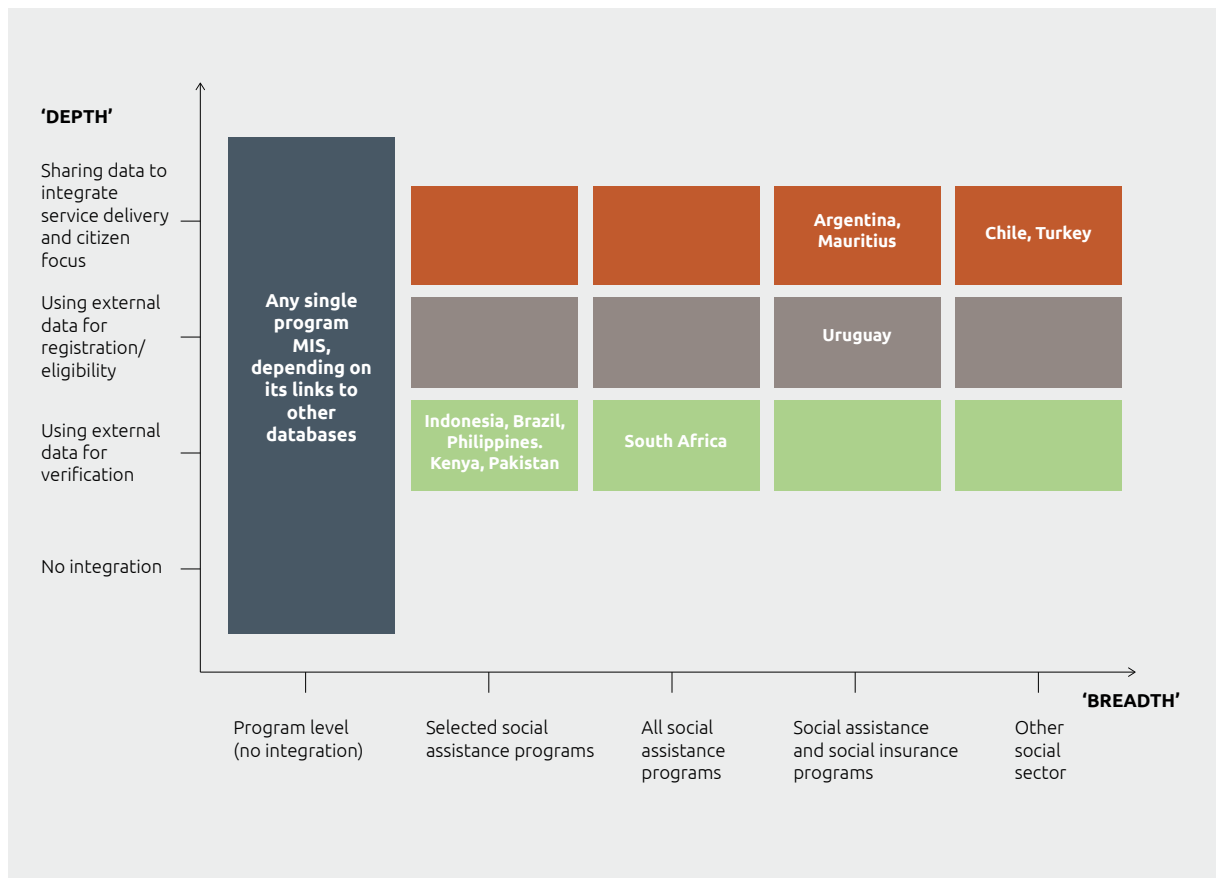 ‘DEPTH’
Sharing data to
integrate
service delivery
and citizen
focus
Using external
data for
registration/
eligibility
Using external
data for
verification
No integration
Any single
program
MIS,
depending on
its links to
other
databases
Argentina,
Mauritius
Chile, Turkey
Uruguay
Indonesia, Brazil,
Philippines.
Kenya, Pakistan
South Africa
‘BREADTH’
Program level
(no integration)
Selected social
assistance programs
All social
assistance
programs
Social assistance
and social insurance
programs
Other
social
sector